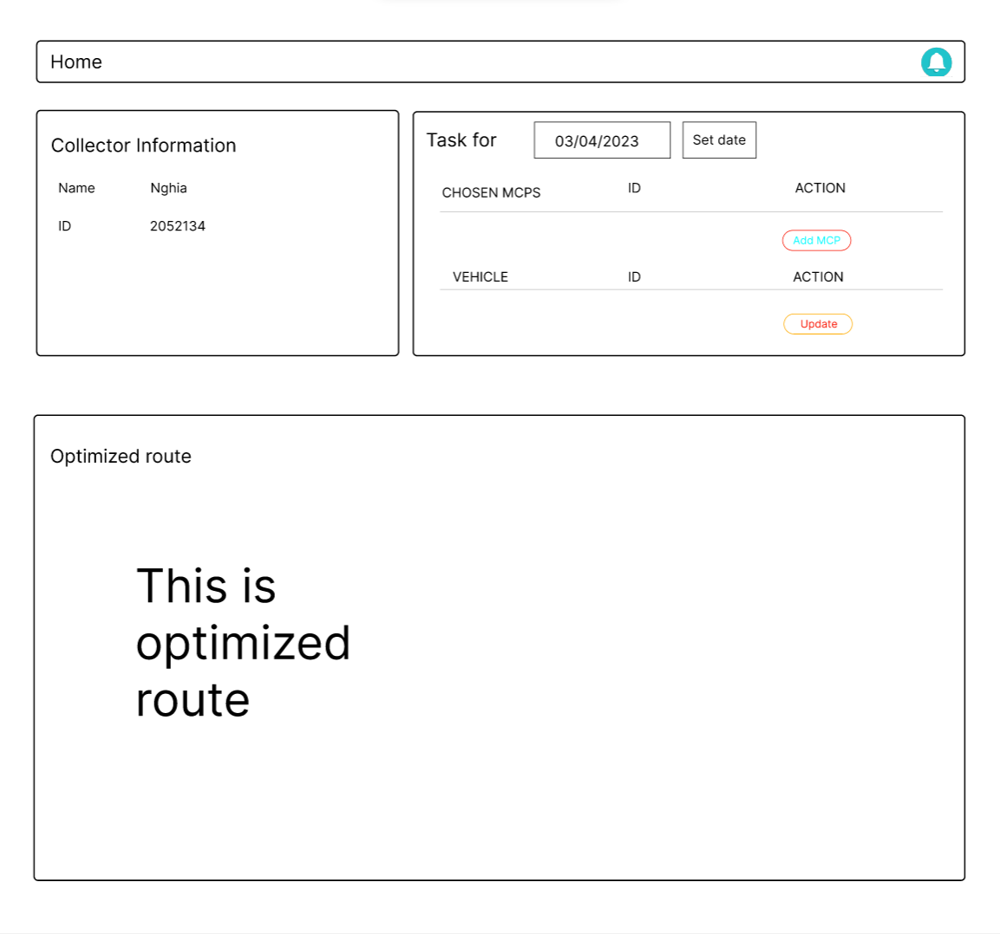 Home
Collector Information
Name Nghia
ID 2052134
Task for 03/04/2023 Set date
CHOSEN MCPS ID ACTION
Add MCP
VEHICLE ID ACTION
Update
Optimized route
This is
optimized
route